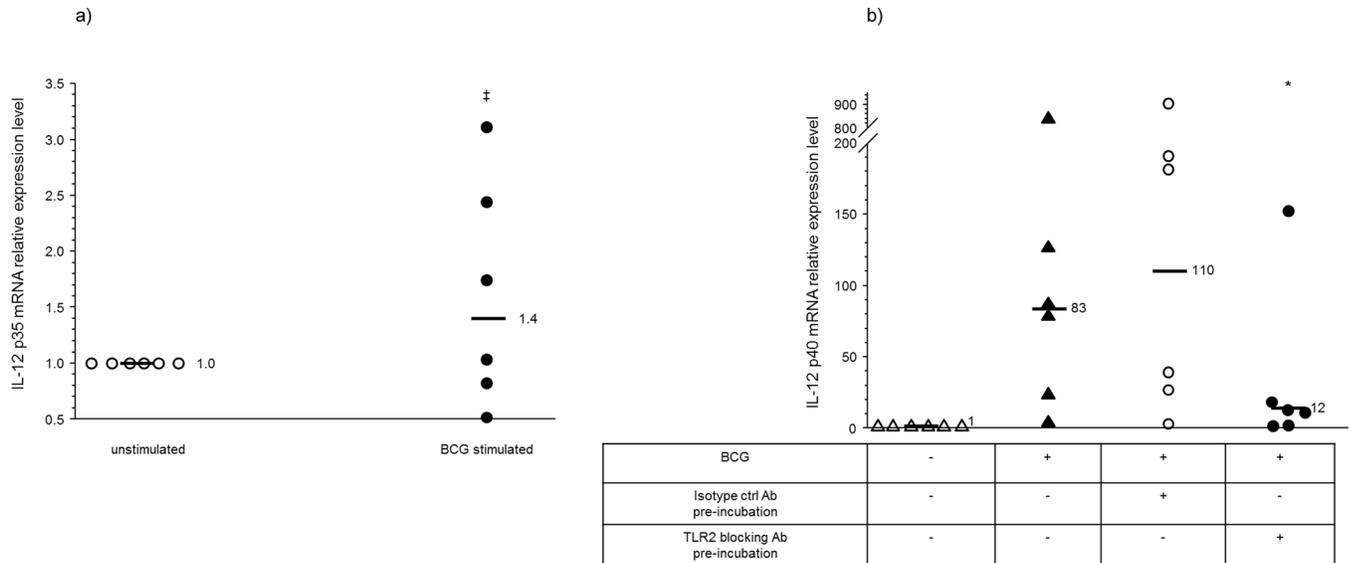 a)
IL-12 p35 mRNA relative expression level
3.5
3.0
2.5
2.0
1.5
1.0
0.5
‡
1.0
1.4
unstimulated
BCG stimulated
b)
IL-12 p40 mRNA relative expression level
900
800
200
150
100
50
0
*
1
83
110
12
BCG - + + +
Isotype ctrl Ab
pre-incubation - - + -
TLR2 blocking Ab
pre-incubation - - - +